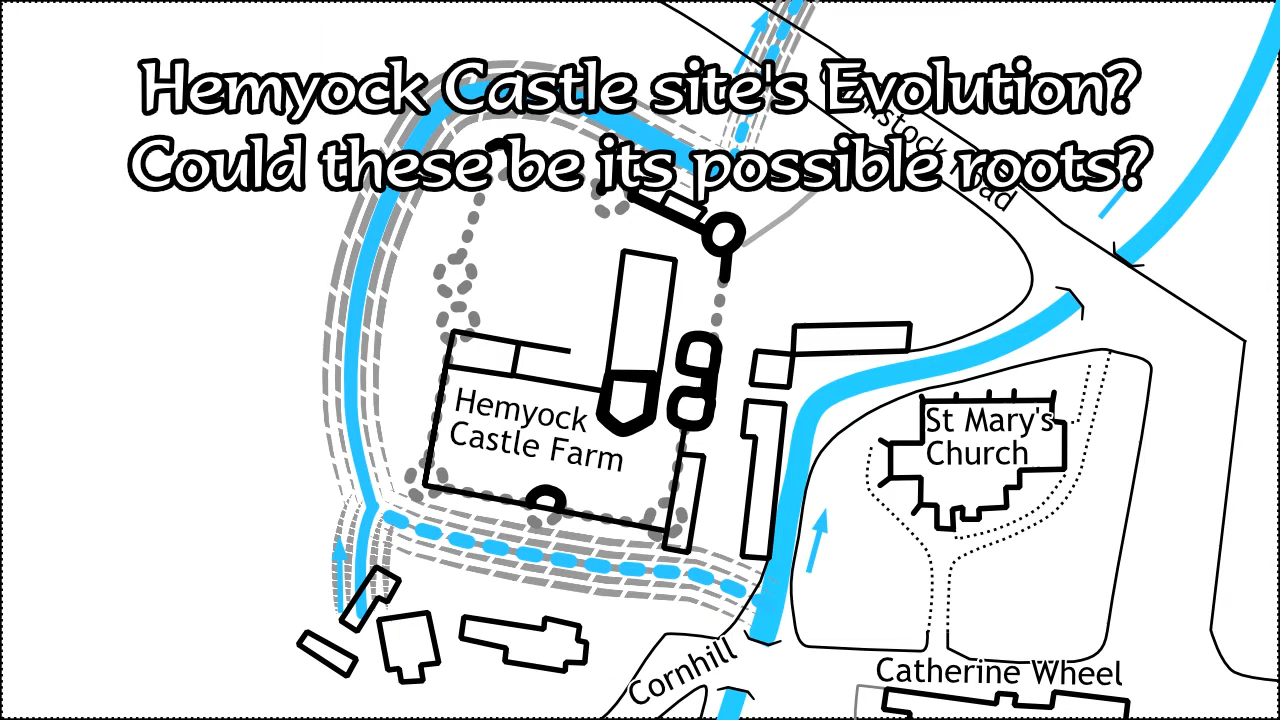 Hemyock Castle site's Evolution?
Could these be its possible roots?
Hemyock
Castle Farm
St Mary's
Church
Cornhill
Catherine Wheel